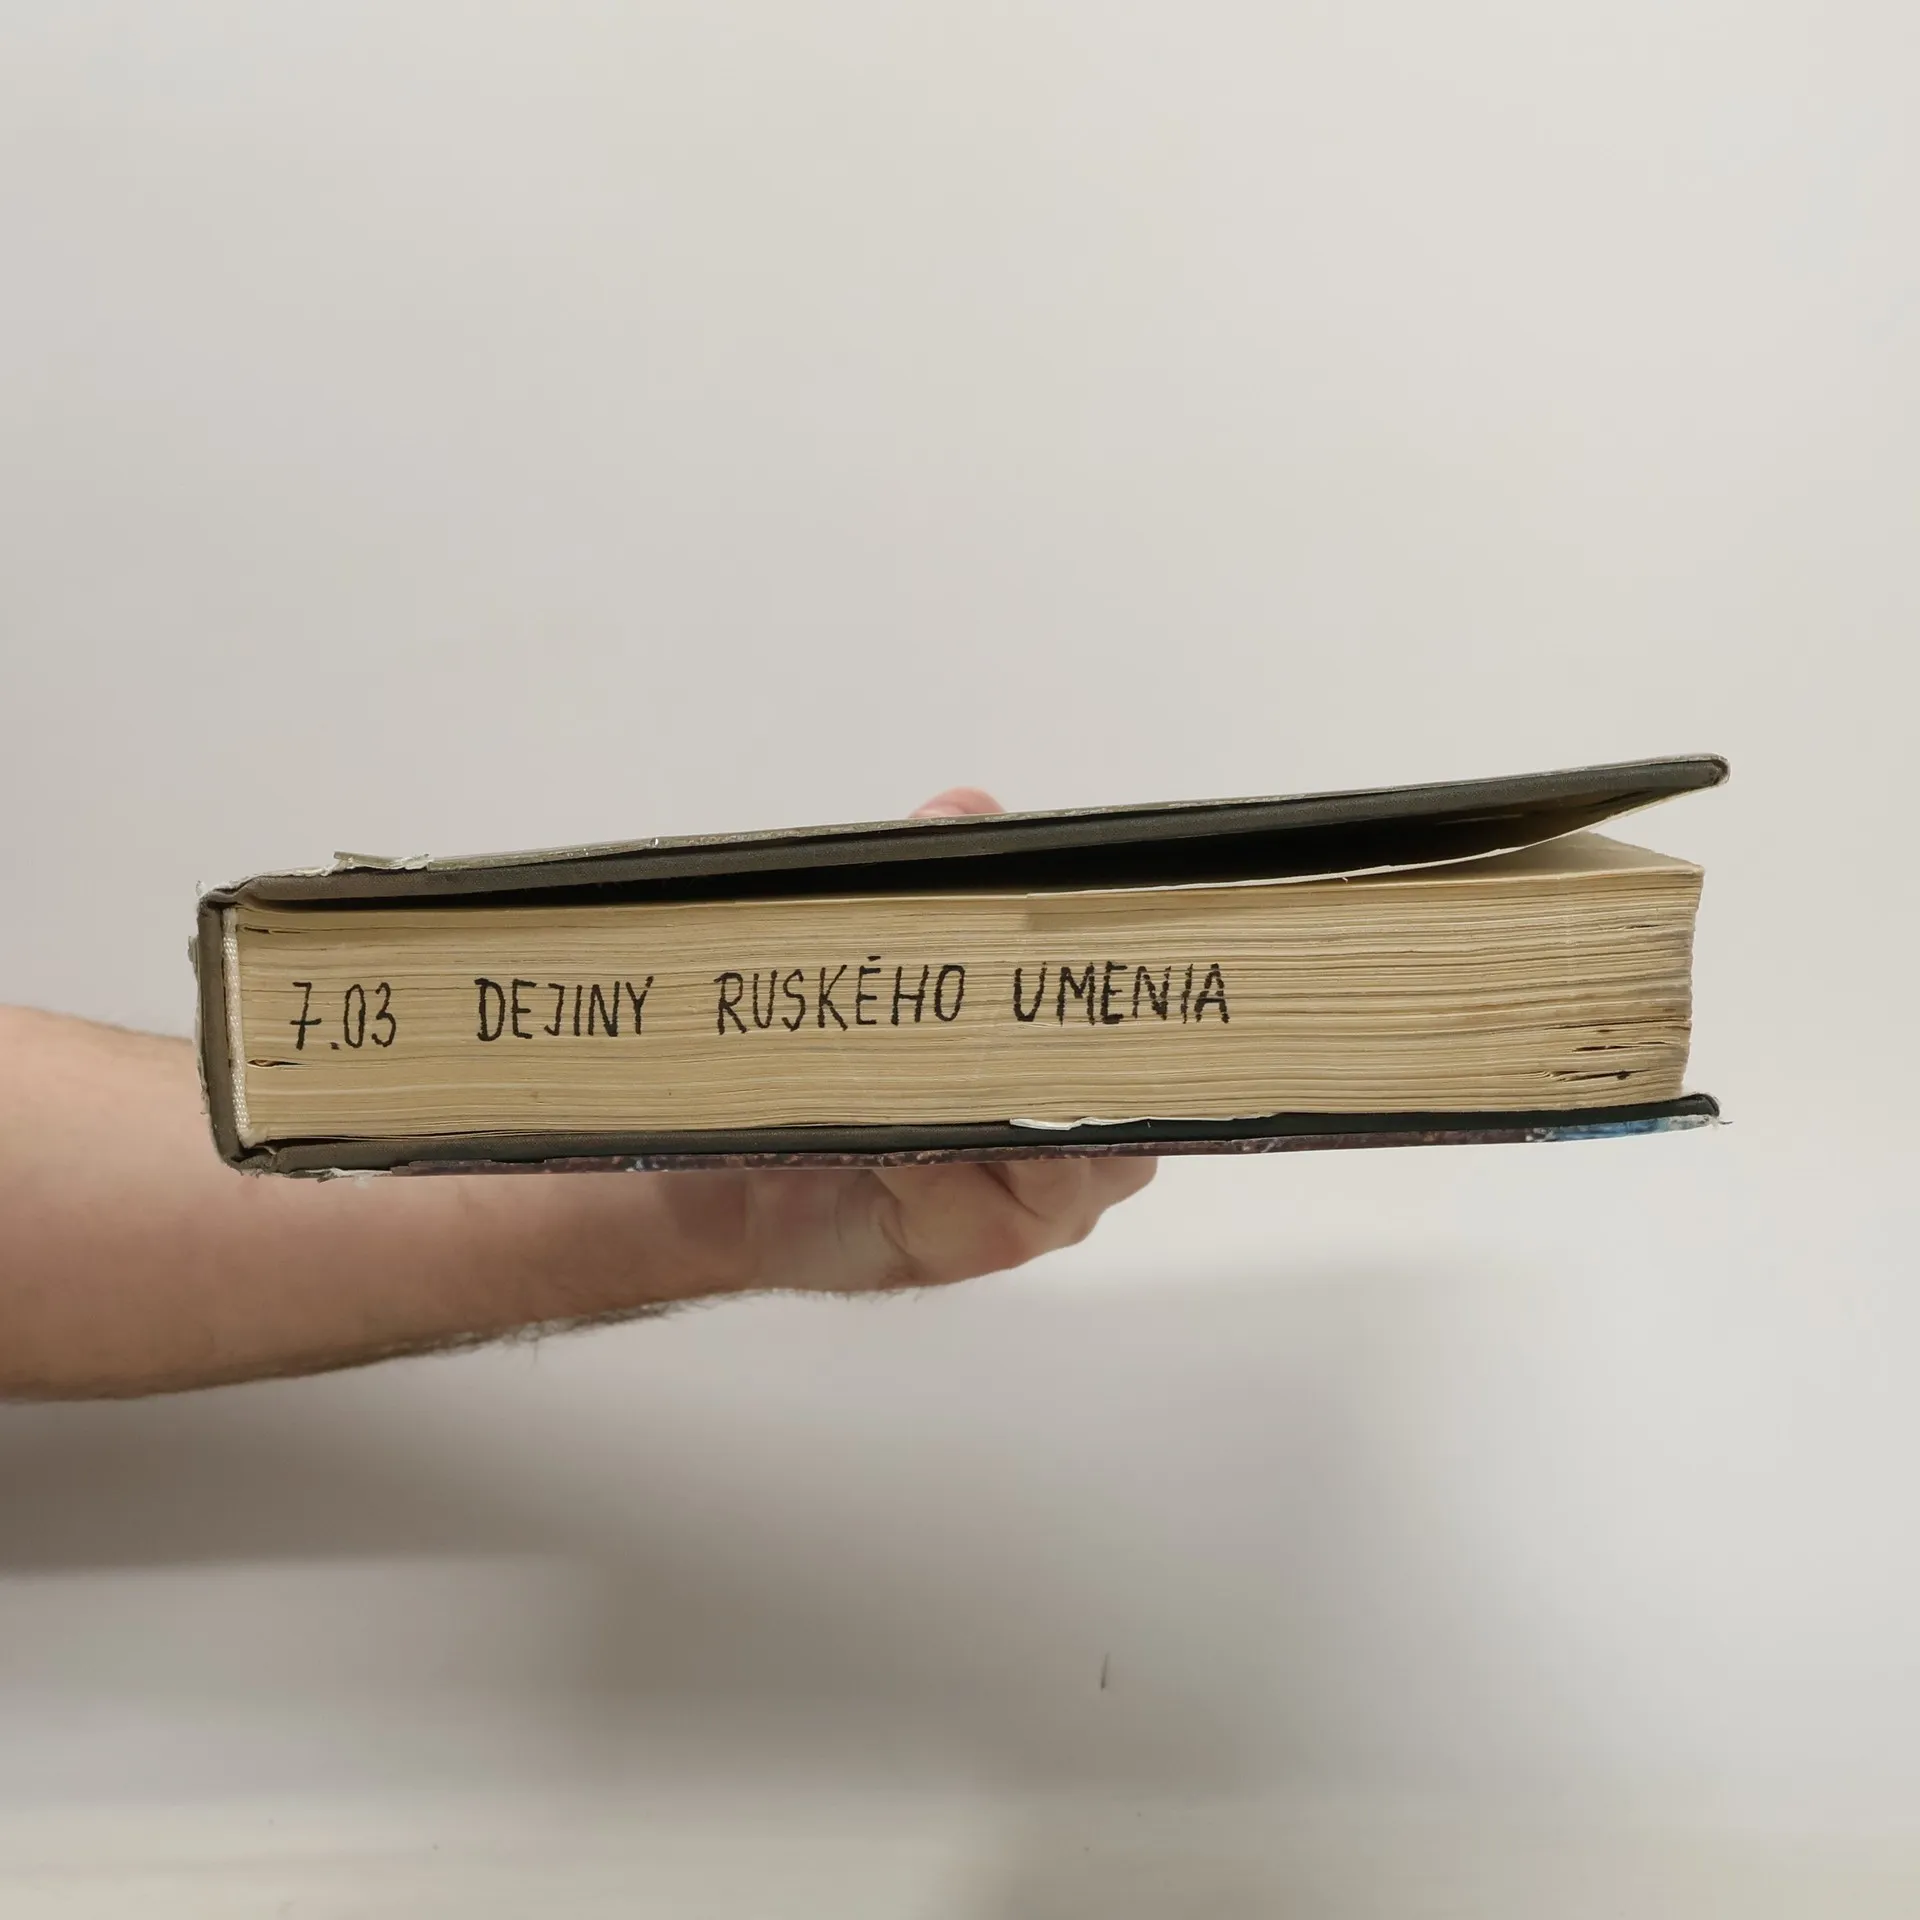 7.03 DEJINY RUSKÉHO UMENIA